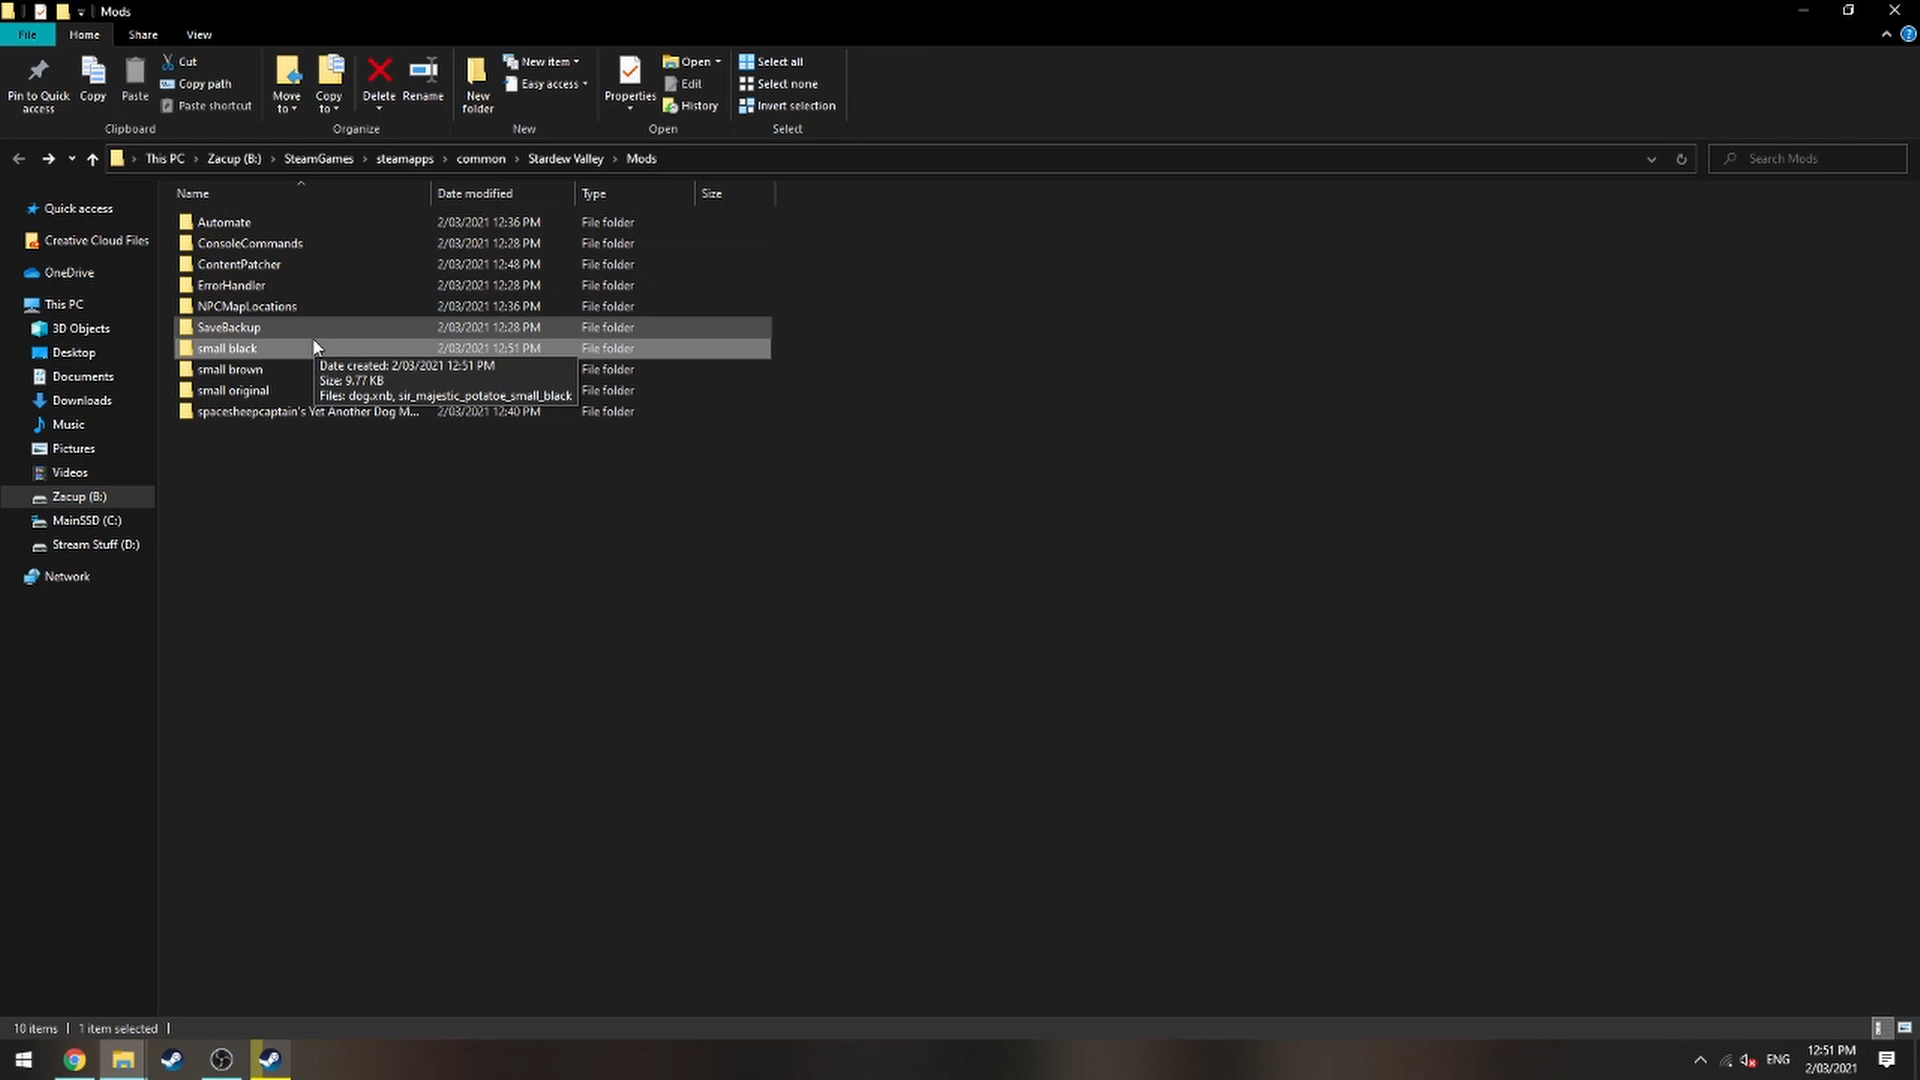 Mods
File Home Share View
Pin to Quick access
Copy
Paste
Cut
Copy path
Paste shortcut
Clipboard
Move to
Copy to
Delete
Rename
Organize
New folder
New item
Easy access
New
Properties
Open
Edit
History
Open
Select all
Select none
Invert selection
Select
This PC › Zacup (B:) › SteamGames › steamapps › common › Stardew Valley › Mods
Search Mods
Quick access
Creative Cloud Files
OneDrive
This PC
3D Objects
Desktop
Documents
Downloads
Music
Pictures
Videos
Zacup (B:)
MainSSD (C:)
Stream Stuff (D:)
Network
Name Date modified Type Size
Automate 2/03/2021 12:36 PM File folder
ConsoleCommands 2/03/2021 12:28 PM File folder
ContentPatcher 2/03/2021 12:48 PM File folder
ErrorHandler 2/03/2021 12:28 PM File folder
NPCMapLocations 2/03/2021 12:36 PM File folder
SaveBackup 2/03/2021 12:28 PM File folder
small black 2/03/2021 12:51 PM File folder
small brown File folder
small original File folder
spacesheepcaptain's Yet Another Dog M... 2/03/2021 12:40 PM File folder
Date created: 2/03/2021 12:51 PM
Size: 9.77 KB
Files: dog.xnb, sir_majestic_potatoe_small_black
10 items 1 item selected
ENG
12:51 PM
2/03/2021